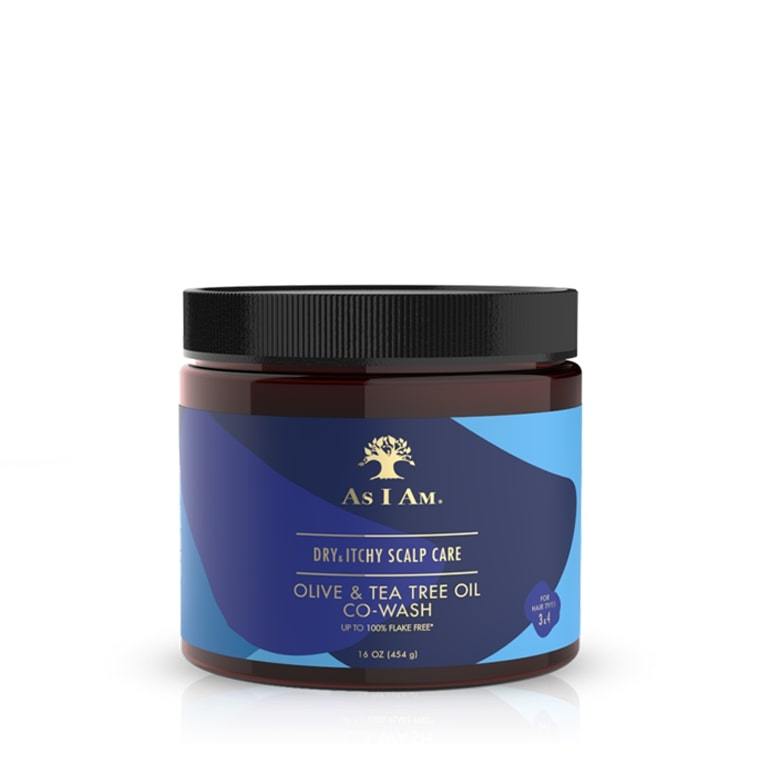 AS I AM®
DRY & ITCHY SCALP CARE
OLIVE & TEA TREE OIL
CO-WASH
UP TO 100% FLAKE FREE*
16 OZ (454 g)
FOR
HAIR TYPES
3 & 4